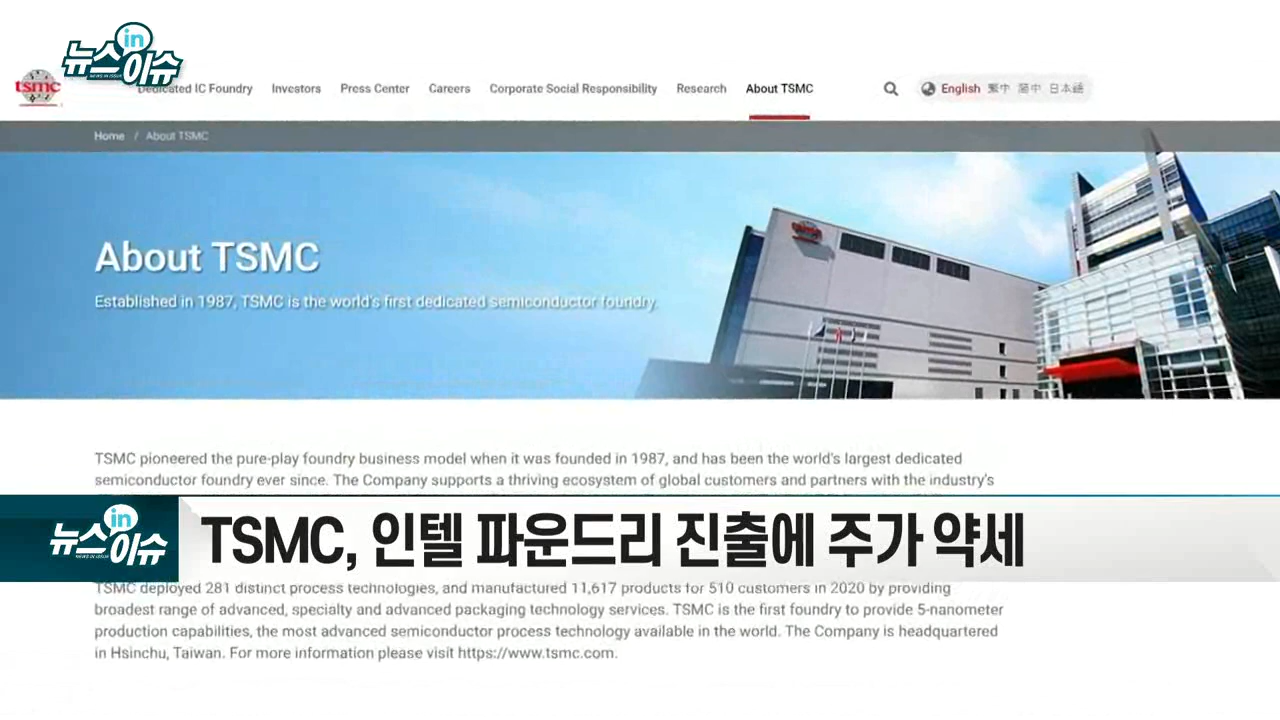 뉴스in이슈
NEWS IN ISSUE
tsmc
Dedicated IC Foundry Investors Press Center Careers Corporate Social Responsibility Research About TSMC English 繁中 簡中 日本語
Home / About TSMC
tsmc
About TSMC
Established in 1987, TSMC is the world's first dedicated semiconductor foundry.
TSMC pioneered the pure-play foundry business model when it was founded in 1987, and has been the world's largest dedicated
semiconductor foundry ever since. The Company supports a thriving ecosystem of global customers and partners with the industry's
뉴스in이슈
NEWS IN ISSUE
TSMC, 인텔 파운드리 진출에 주가 약세
TSMC deployed 281 distinct process technologies, and manufactured 11,617 products for 510 customers in 2020 by providing
broadest range of advanced, specialty and advanced packaging technology services. TSMC is the first foundry to provide 5-nanometer
production capabilities, the most advanced semiconductor process technology available in the world. The Company is headquartered
in Hsinchu, Taiwan. For more information please visit https://www.tsmc.com.